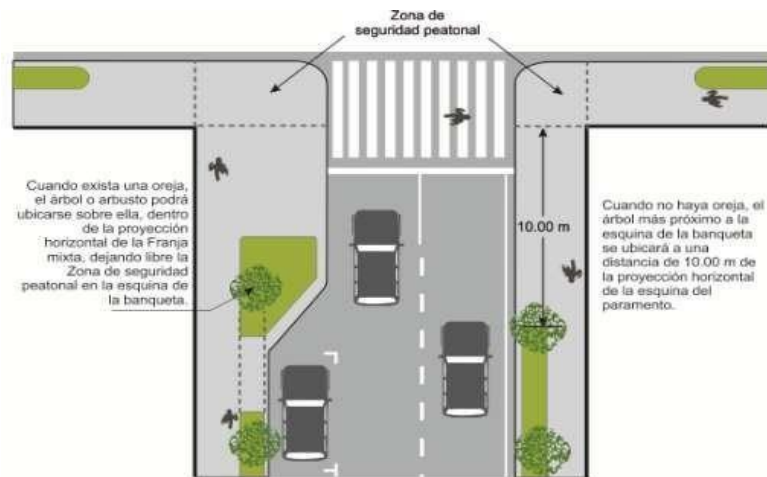 Zona de
seguridad peatonal
Cuando exista una oreja,
el árbol o arbusto podrá
ubicarse sobre ella, dentro
de la proyección
horizontal de la Franja
mixta, dejando libre la
Zona de seguridad
peatonal en la esquina de
la banqueta.
10.00 m
Cuando no haya oreja, el
árbol más próximo a la
esquina de la banqueta
se ubicará a una
distancia de 10.00 m de
la proyección horizontal
de la esquina del
paramento.